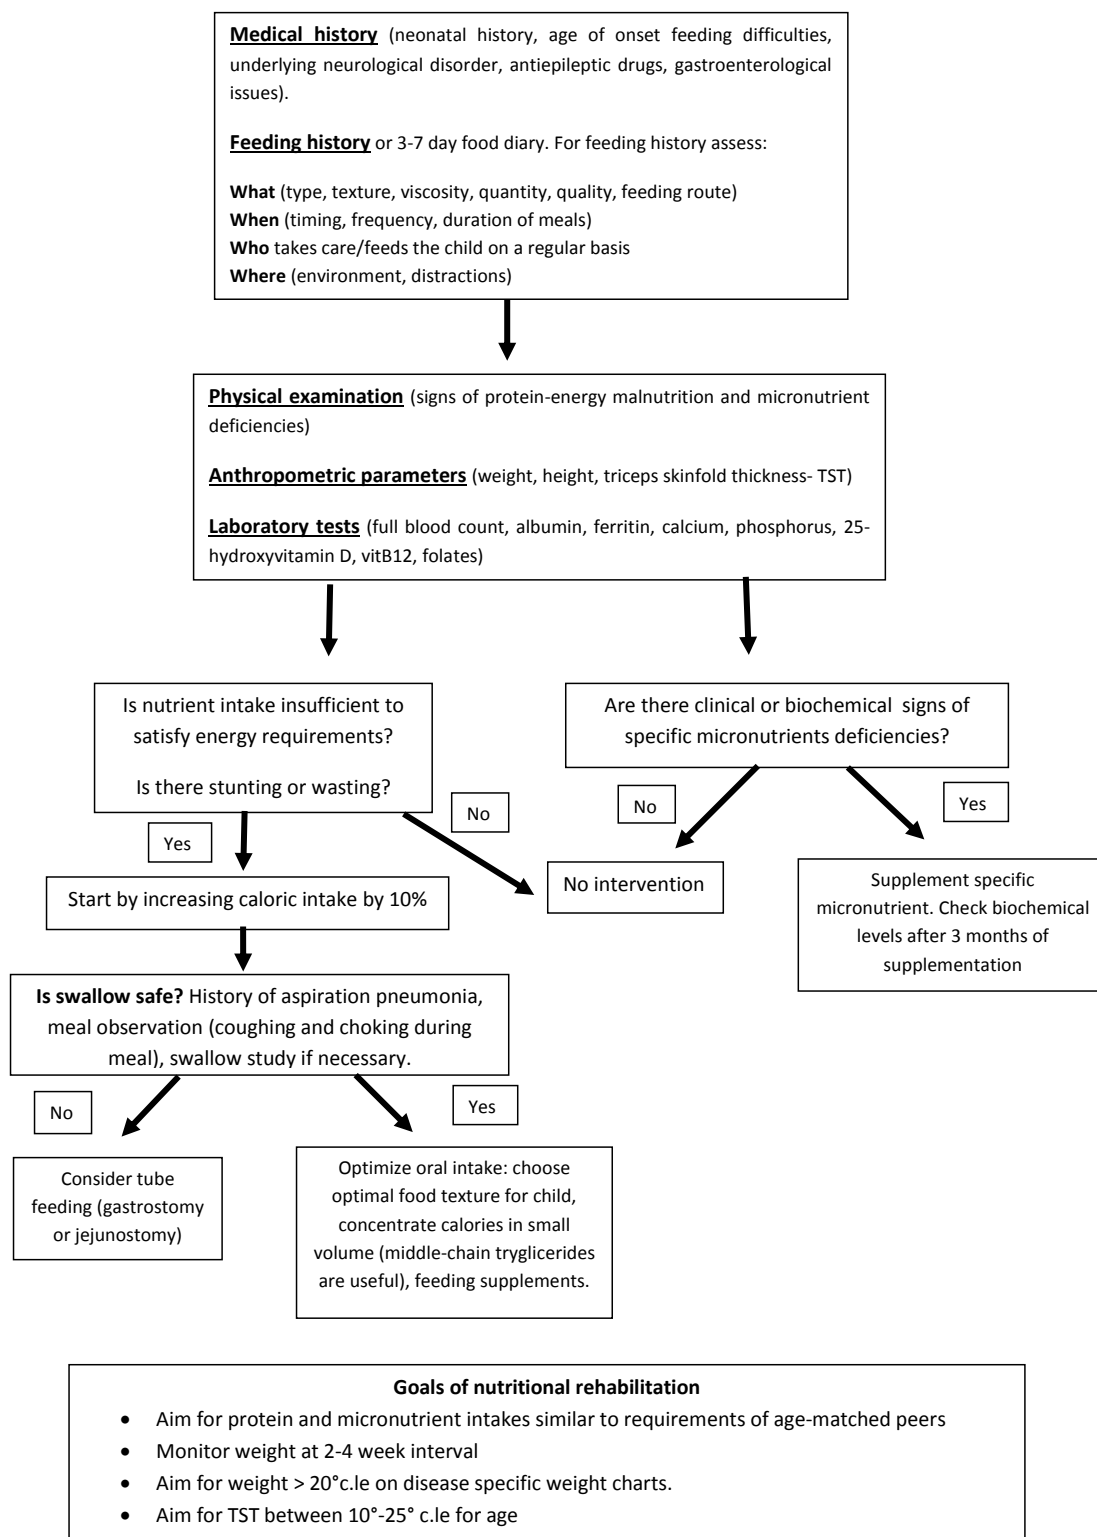 Medical history (neonatal history, age of onset feeding difficulties,
underlying neurological disorder, antiepileptic drugs, gastroenterological
issues).
Feeding history or 3-7 day food diary. For feeding history assess:
What (type, texture, viscosity, quantity, quality, feeding route)
When (timing, frequency, duration of meals)
Who takes care/feeds the child on a regular basis
Where (environment, distractions)
Physical examination (signs of protein-energy malnutrition and micronutrient
deficiencies)
Anthropometric parameters (weight, height, triceps skinfold thickness- TST)
Laboratory tests (full blood count, albumin, ferritin, calcium, phosphorus, 25-
hydroxyvitamin D, vitB12, folates)
Is nutrient intake insufficient to
satisfy energy requirements?
Is there stunting or wasting?
Are there clinical or biochemical signs of
specific micronutrients deficiencies?
Yes
No
No
Yes
Start by increasing caloric intake by 10%
No intervention
Supplement specific
micronutrient. Check biochemical
levels after 3 months of
supplementation
Is swallow safe? History of aspiration pneumonia,
meal observation (coughing and choking during
meal), swallow study if necessary.
No
Yes
Consider tube
feeding (gastrostomy
or jejunostomy)
Optimize oral intake: choose
optimal food texture for child,
concentrate calories in small
volume (middle-chain tryglicerides
are useful), feeding supplements.
Goals of nutritional rehabilitation
• Aim for protein and micronutrient intakes similar to requirements of age-matched peers
• Monitor weight at 2-4 week interval
• Aim for weight > 20°c.le on disease specific weight charts.
• Aim for TST between 10°-25° c.le for age